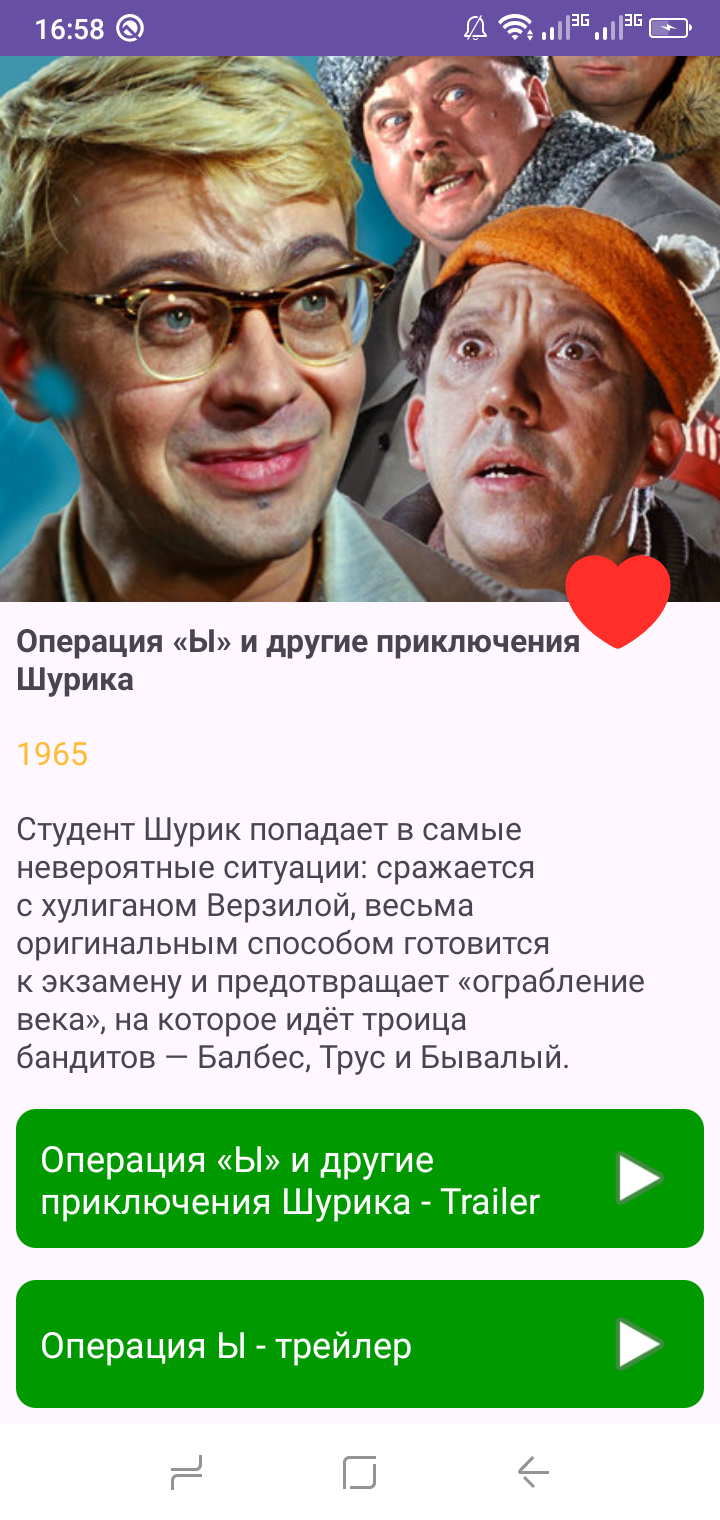 16:58
3G 3G
Операция «Ы» и другие приключения
Шурика
1965
Студент Шурик попадает в самые
невероятные ситуации: сражается
с хулиганом Верзилой, весьма
оригинальным способом готовится
к экзамену и предотвращает «ограбление
века», на которое идёт троица
бандитов — Балбес, Трус и Бывалый.
Операция «Ы» и другие
приключения Шурика - Trailer
Операция Ы - трейлер